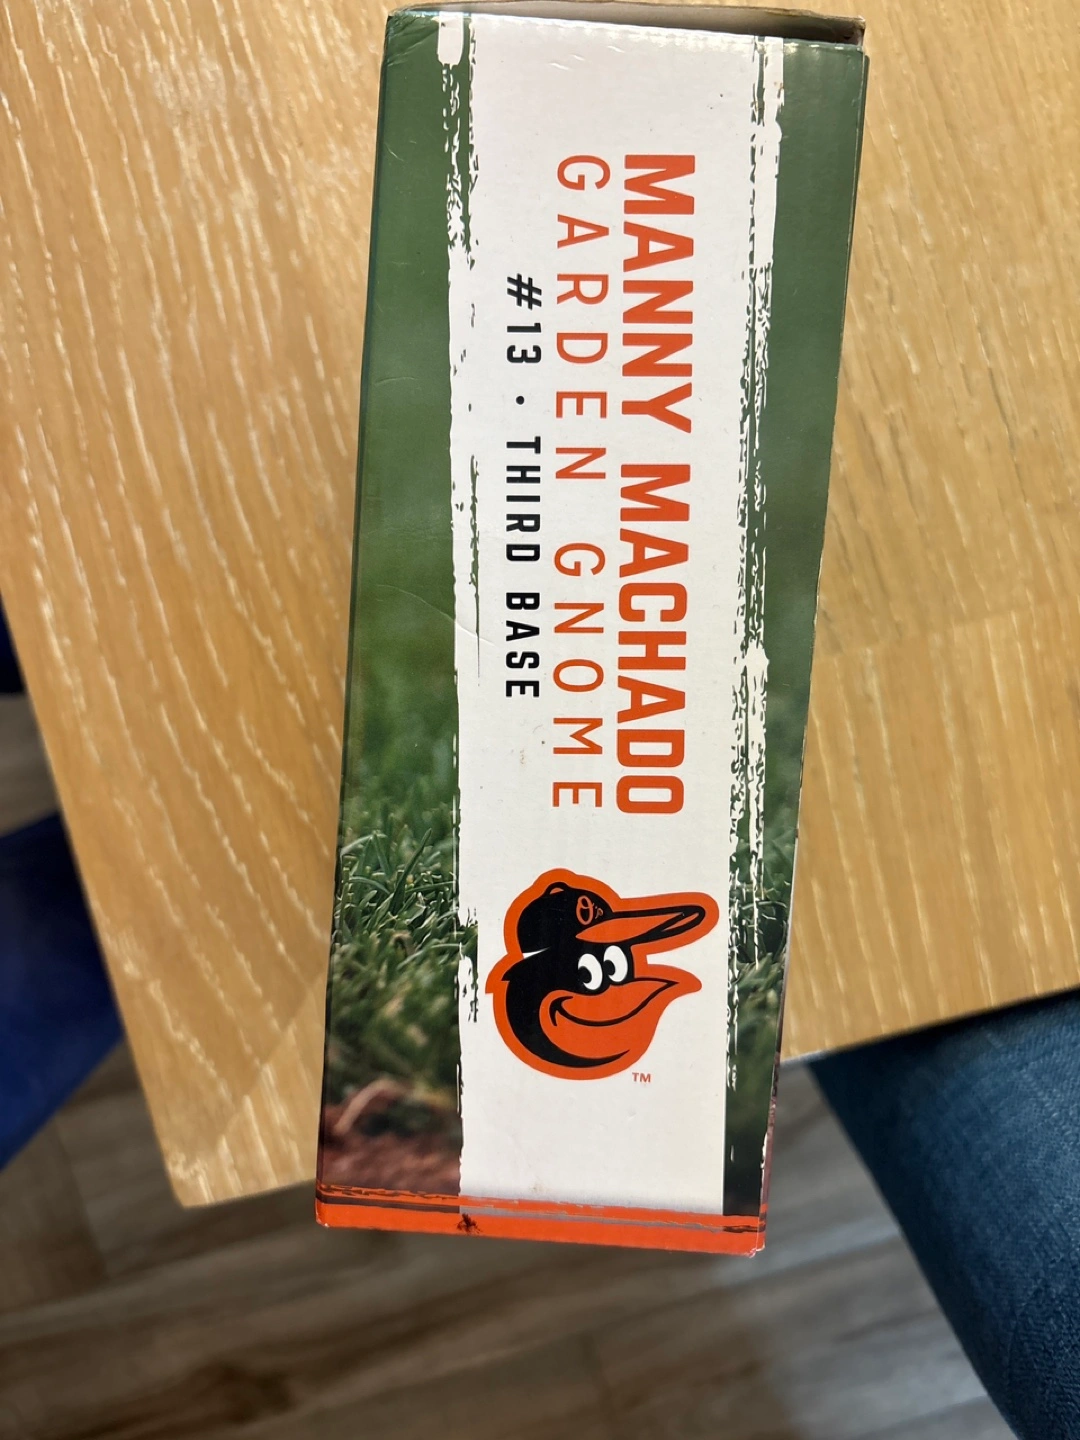 MANNY MACHADO
GARDEN GNOME
#13 • THIRD BASE
O's
TM